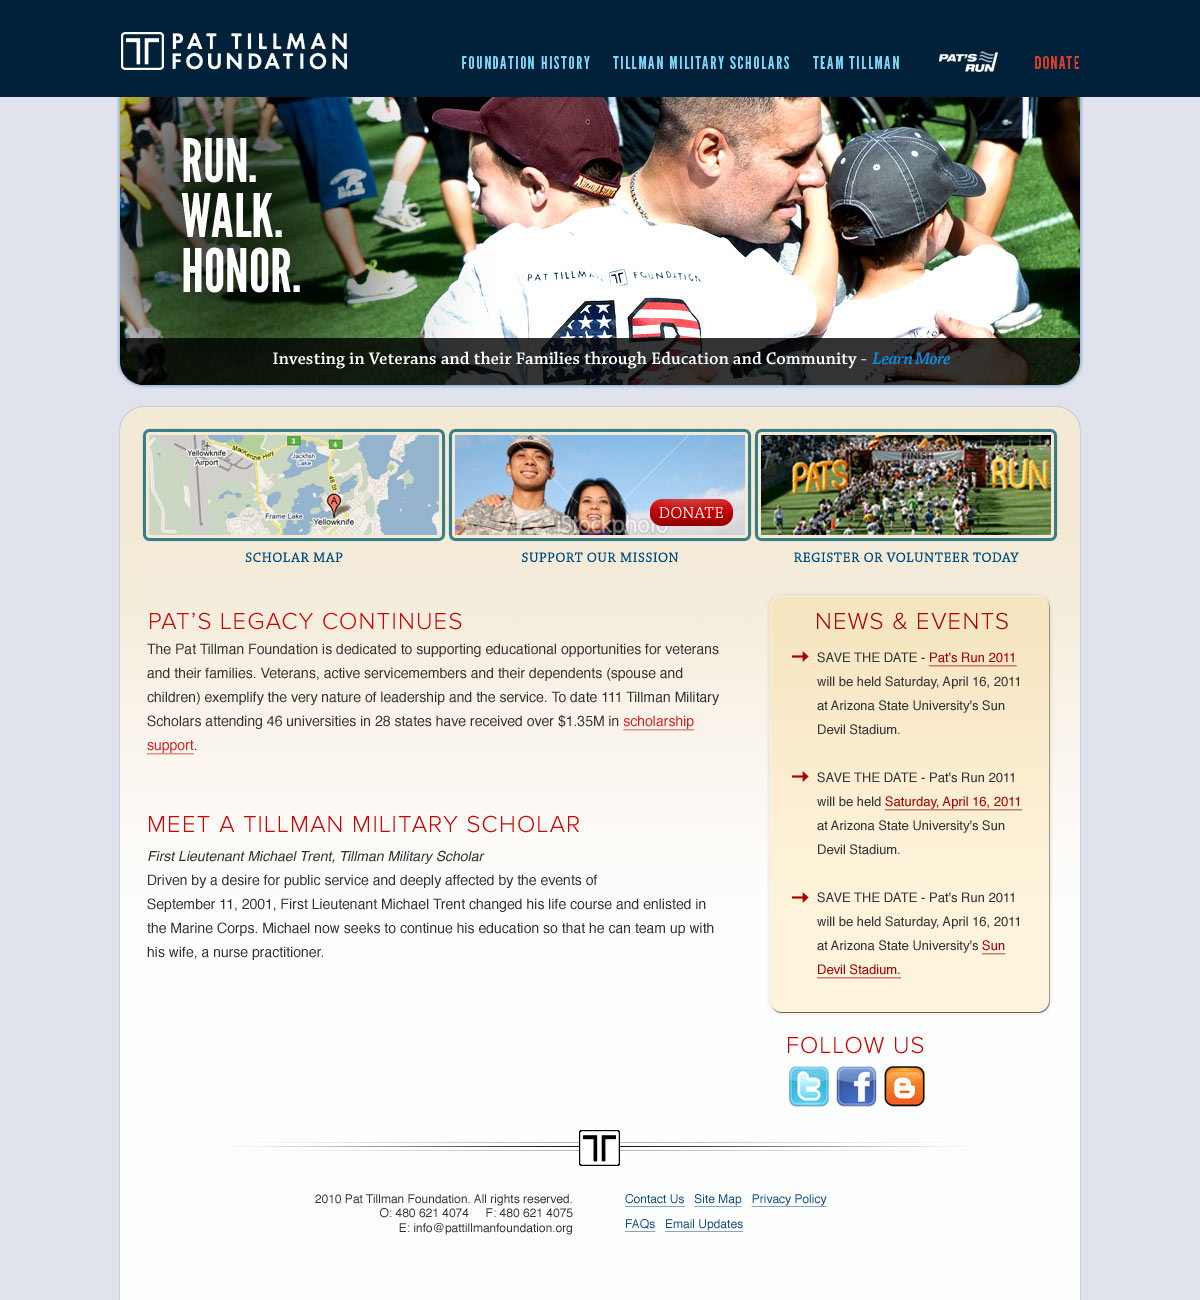 PAT TILLMAN
FOUNDATION
FOUNDATION HISTORY TILLMAN MILITARY SCHOLARS TEAM TILLMAN PAT'S RUN DONATE
RUN.
WALK.
HONOR.
ARIZONA STATE
PAT TILLMAN FOUNDATION
42
Investing in Veterans and their Families through Education and Community - Learn More
3
4
Yellowknife
Airport
MacKenzie Hwy
Jackfish
Lake
48 St
A
Frame Lake
Yellowknife
DONATE
iStockphoto
FINISH
PATS RUN
SCHOLAR MAP
SUPPORT OUR MISSION
REGISTER OR VOLUNTEER TODAY
PAT'S LEGACY CONTINUES
The Pat Tillman Foundation is dedicated to supporting educational opportunities for veterans
and their families. Veterans, active servicemembers and their dependents (spouse and
children) exemplify the very nature of leadership and the service. To date 111 Tillman Military
Scholars attending 46 universities in 28 states have received over $1.35M in scholarship
support.
MEET A TILLMAN MILITARY SCHOLAR
First Lieutenant Michael Trent, Tillman Military Scholar
Driven by a desire for public service and deeply affected by the events of
September 11, 2001, First Lieutenant Michael Trent changed his life course and enlisted in
the Marine Corps. Michael now seeks to continue his education so that he can team up with
his wife, a nurse practitioner.
NEWS & EVENTS
SAVE THE DATE - Pat's Run 2011
will be held Saturday, April 16, 2011
at Arizona State University's Sun
Devil Stadium.
SAVE THE DATE - Pat's Run 2011
will be held Saturday, April 16, 2011
at Arizona State University's Sun
Devil Stadium.
SAVE THE DATE - Pat's Run 2011
will be held Saturday, April 16, 2011
at Arizona State University's Sun
Devil Stadium.
FOLLOW US
2010 Pat Tillman Foundation. All rights reserved.
O: 480 621 4074 F: 480 621 4075
E: info@pattillmanfoundation.org
Contact Us Site Map Privacy Policy
FAQs Email Updates